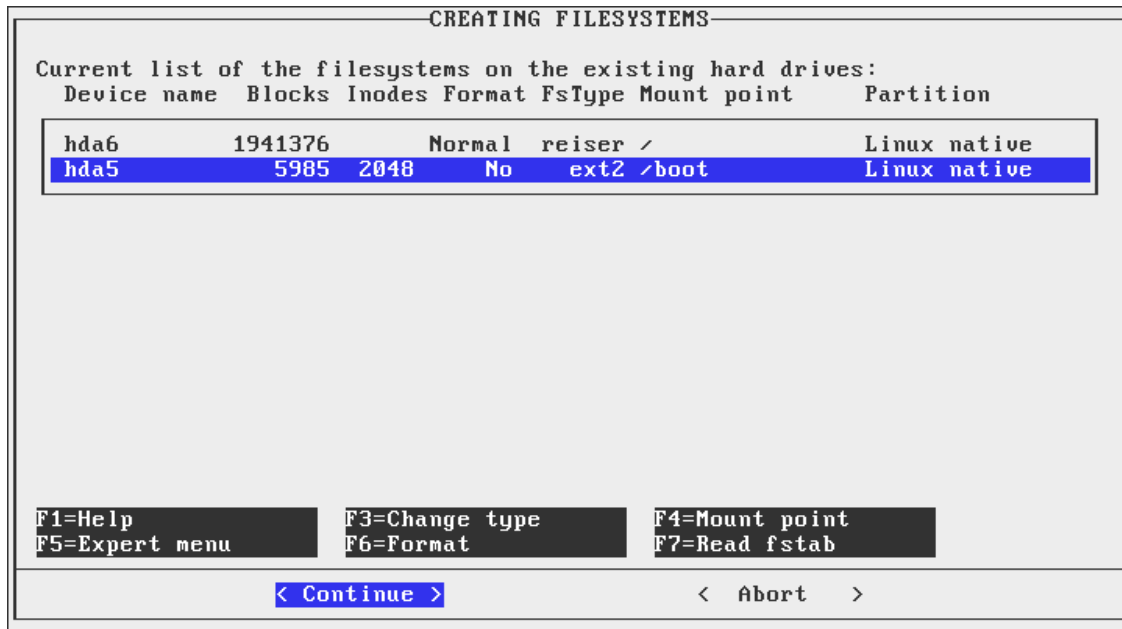 CREATING FILESYSTEMS
Current list of the filesystems on the existing hard drives:
Device name Blocks Inodes Format FsType Mount point Partition
hda6 1941376 Normal reiser / Linux native
hda5 5985 2048 No ext2 /boot Linux native
F1=Help F3=Change type F4=Mount point
F5=Expert menu F6=Format F7=Read fstab
< Continue > < Abort >